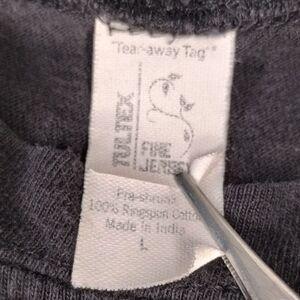 "Tear-away Tag"
TULTEX
FINE
JERSEY
Pre-shrunk
100% Ringspun Cotton
Made in India
L